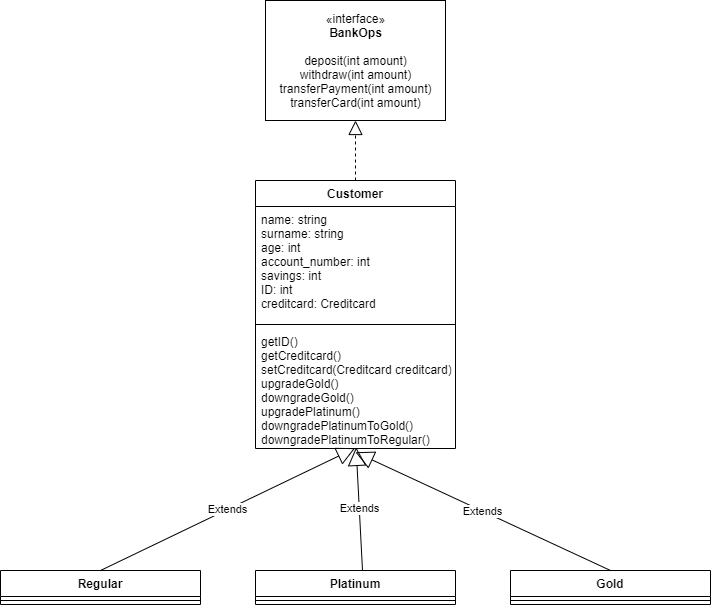 «interface»
BankOps
deposit(int amount)
withdraw(int amount)
transferPayment(int amount)
transferCard(int amount)
Customer
name: string
surname: string
age: int
account_number: int
savings: int
ID: int
creditcard: Creditcard
getID()
getCreditcard()
setCreditcard(Creditcard creditcard)
upgradeGold()
downgradeGold()
upgradePlatinum()
downgradePlatinumToGold()
downgradePlatinumToRegular()
Extends
Extends
Extends
Regular
Platinum
Gold